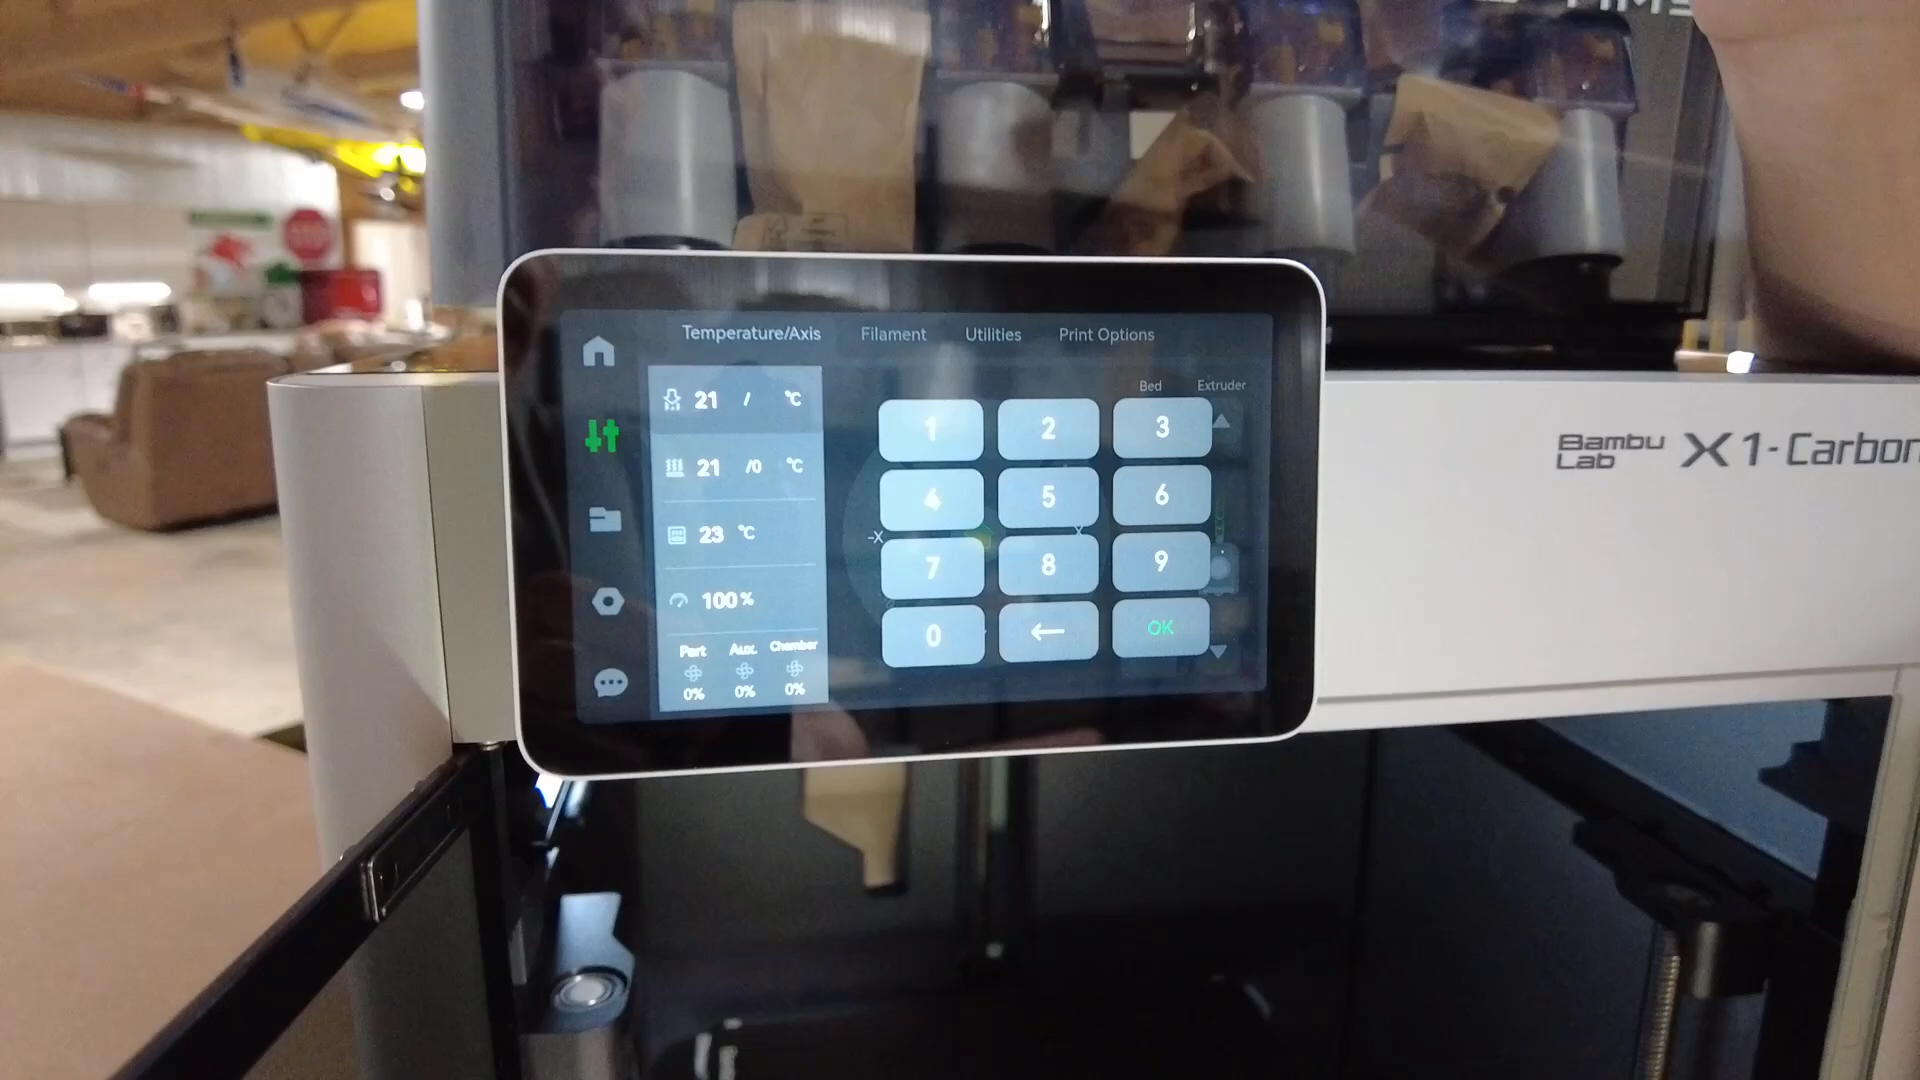 Temperature/Axis Filament Utilities Print Options
Bed Extruder
21 / °C
21 /0 °C
23 °C
100%
Part Aux. Chamber
0% 0% 0%
1 2 3
4 5 6
7 8 9
0 ← OK
-X X
Bambu Lab X1-Carbon